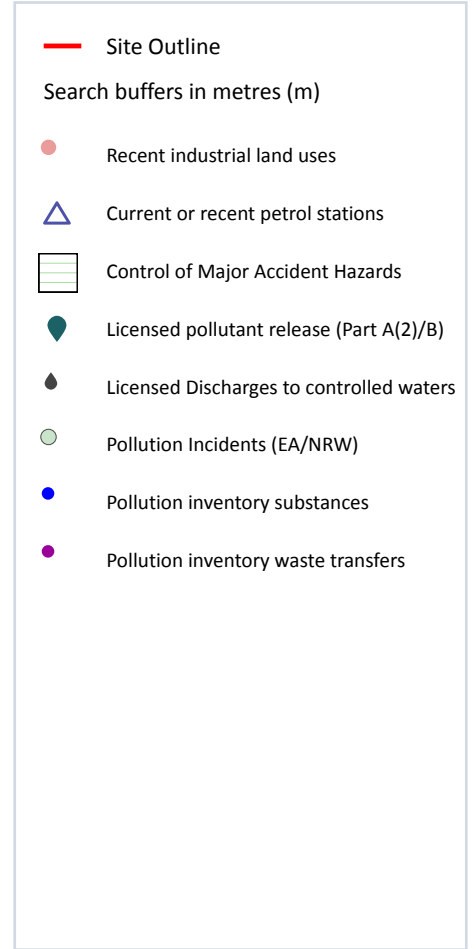 Site Outline
Search buffers in metres (m)
Recent industrial land uses
Current or recent petrol stations
Control of Major Accident Hazards
Licensed pollutant release (Part A(2)/B)
Licensed Discharges to controlled waters
Pollution Incidents (EA/NRW)
Pollution inventory substances
Pollution inventory waste transfers